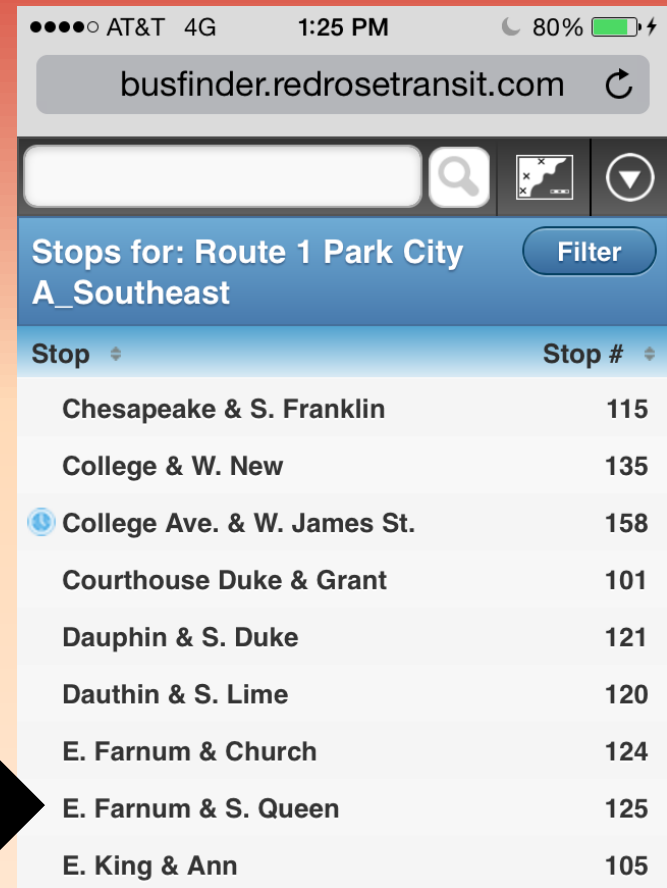 AT&T 4G 1:25 PM 80%
busfinder.redrosetransit.com
Stops for: Route 1 Park City Filter
A_Southeast
Stop Stop #
Chesapeake & S. Franklin 115
College & W. New 135
College Ave. & W. James St. 158
Courthouse Duke & Grant 101
Dauphin & S. Duke 121
Dauthin & S. Lime 120
E. Farnum & Church 124
E. Farnum & S. Queen 125
E. King & Ann 105